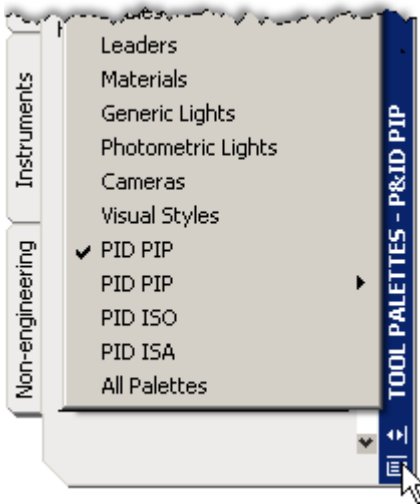 Leaders
Materials
Generic Lights
Photometric Lights
Cameras
Visual Styles
PID PIP
PID PIP
PID ISO
PID ISA
All Palettes
Instruments
Non-engineering
TOOL PALETTES - P&ID PIP